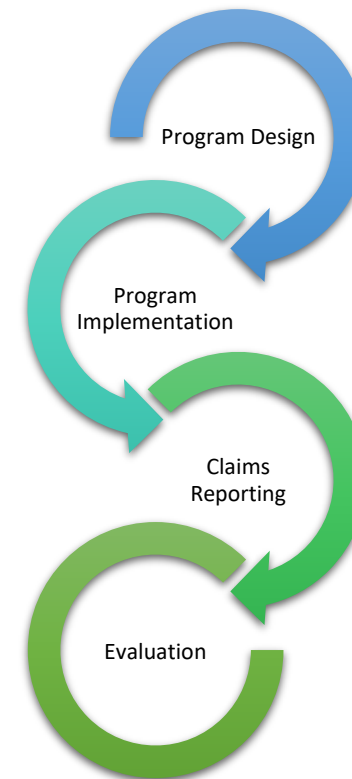 Program Design
Program
Implementation
Claims
Reporting
Evaluation